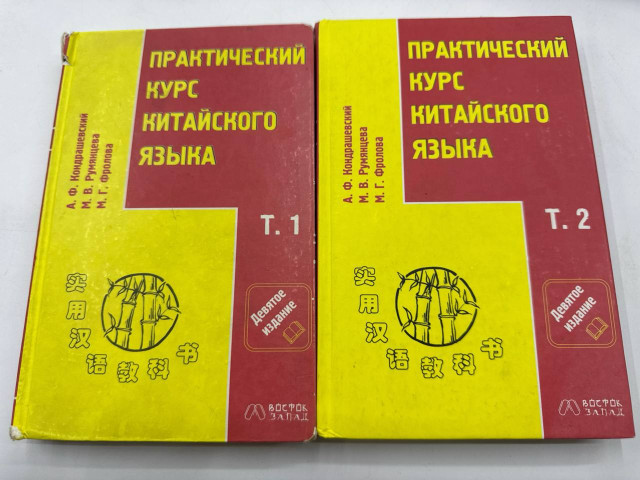 ПРАКТИЧЕСКИЙ
КУРС
КИТАЙСКОГО
ЯЗЫКА
А. Ф. Кондрашевский
М. В. Румянцева
М. Г. Фролова
Т. 1
实用汉语教科书
Девятое
издание
ВОСТОК
ЗАПАД
ПРАКТИЧЕСКИЙ
КУРС
КИТАЙСКОГО
ЯЗЫКА
А. Ф. Кондрашевский
М. В. Румянцева
М. Г. Фролова
Т. 2
实用汉语教科书
Девятое
издание
ВОСТОК
ЗАПАД